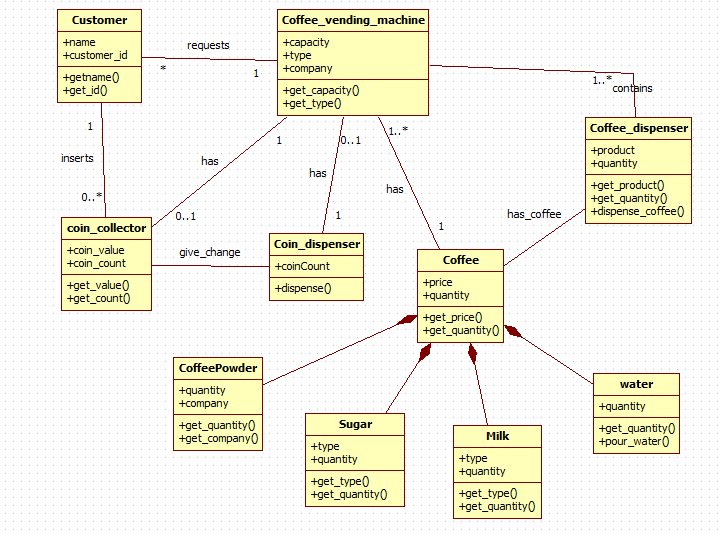 Customer
+name
+customer_id
+getname()
+get_id()
requests
*
1
Coffee_vending_machine
+capacity
+type
+company
+get_capacity()
+get_type()
1..*
contains
Coffee_dispenser
+product
+quantity
+get_product()
+get_quantity()
+dispense_coffee()
1
inserts
0..*
has
1
0..1
0..1
has
1
1..*
has
1
has_coffee
coin_collector
+coin_value
+coin_count
+get_value()
+get_count()
give_change
Coin_dispenser
+coinCount
+dispense()
Coffee
+price
+quantity
+get_price()
+get_quantity()
CoffeePowder
+quantity
+company
+get_quantity()
+get_company()
Sugar
+type
+quantity
+get_type()
+get_quantity()
Milk
+type
+quantity
+get_type()
+get_quantity()
water
+quantity
+get_quantity()
+pour_water()